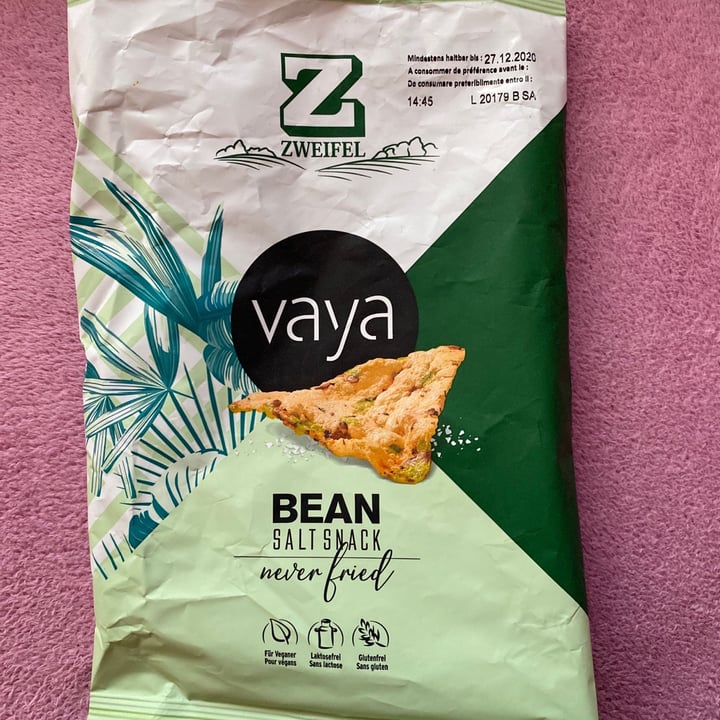 Z
ZWEIFEL
Mindestens haltbar bis : 27.12.2020
A consommer de préférence avant le :
Da consumare preferibilmente entro il :
14:45 L 20179 B SA
vaya
BEAN
SALT SNACK
never fried
Für Veganer
Pour végans
Laktosefrei
Sans lactose
Glutenfrei
Sans gluten